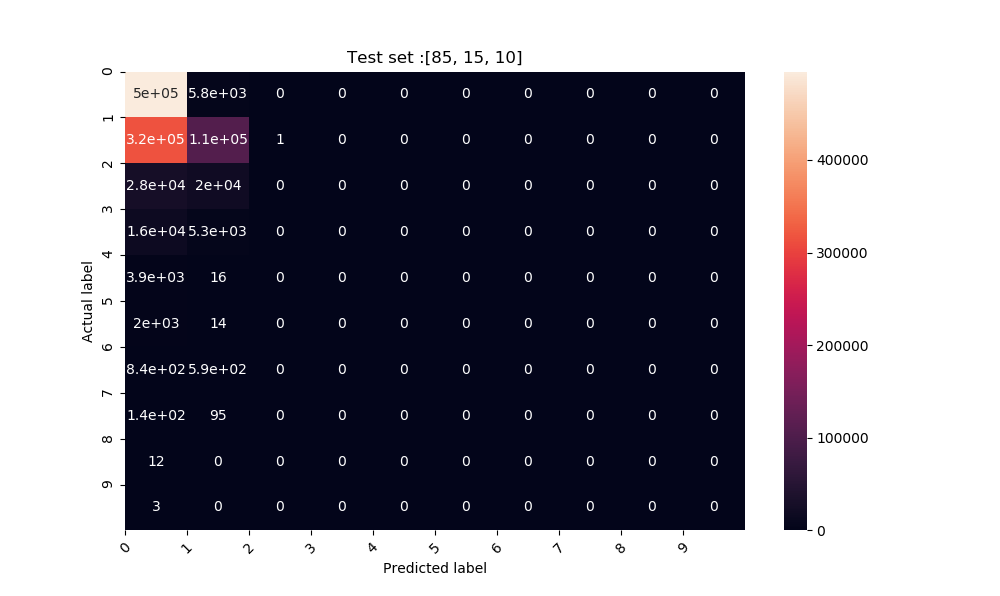 Test set :[85, 15, 10]
0
5e+05 5.8e+03 0 0 0 0 0 0 0 0
1
3.2e+05 1.1e+05 1 0 0 0 0 0 0 0
2
2.8e+04 2e+04 0 0 0 0 0 0 0 0
3
1.6e+04 5.3e+03 0 0 0 0 0 0 0 0
4
3.9e+03 16 0 0 0 0 0 0 0 0
5
2e+03 14 0 0 0 0 0 0 0 0
6
8.4e+02 5.9e+02 0 0 0 0 0 0 0 0
7
1.4e+02 95 0 0 0 0 0 0 0 0
8
12 0 0 0 0 0 0 0 0 0
9
3 0 0 0 0 0 0 0 0 0
Actual label
0 1 2 3 4 5 6 7 8 9
Predicted label
400000
300000
200000
100000
0